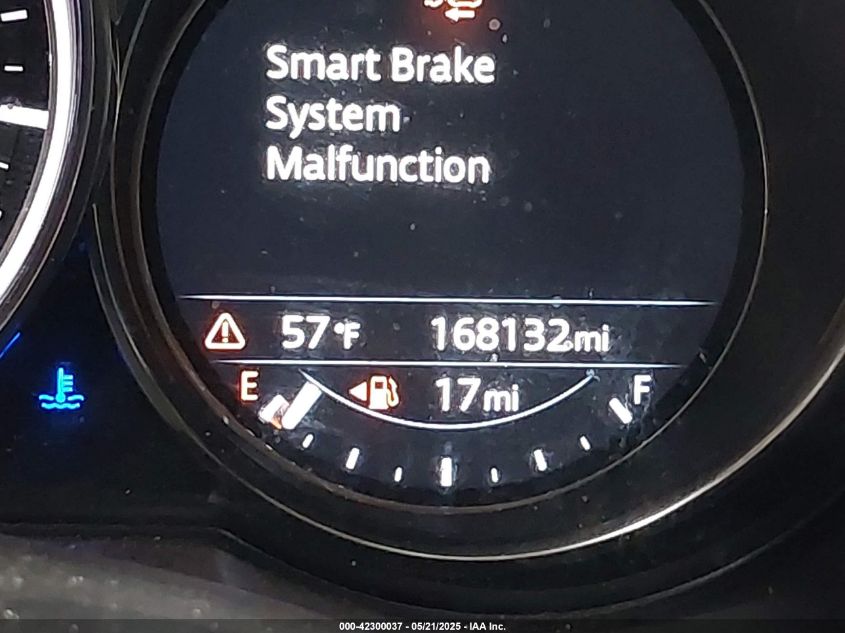 Smart Brake
System
Malfunction
57°F 168132mi
E 17mi F
000-42300037 - 05/21/2025 - IAA Inc.